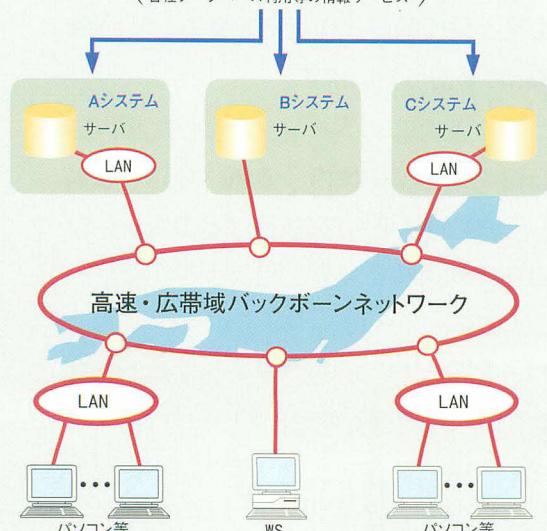 Aシステム
サーバ
LAN
Bシステム
サーバ
Cシステム
サーバ
LAN
高速・広帯域バックボーンネットワーク
LAN
LAN
パソコン等
WS
パソコン等